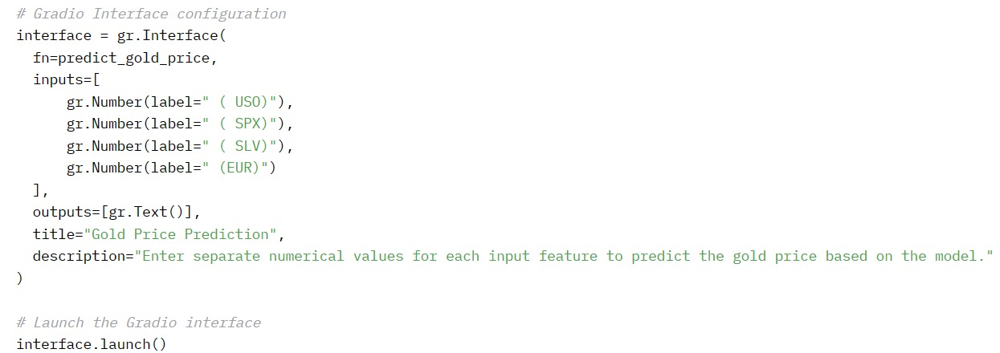 # Gradio Interface configuration
interface = gr.Interface(
  fn=predict_gold_price,
  inputs=[
      gr.Number(label=" ( USO)"),
      gr.Number(label=" ( SPX)"),
      gr.Number(label=" ( SLV)"),
      gr.Number(label=" (EUR)")
  ],
  outputs=[gr.Text()],
  title="Gold Price Prediction",
  description="Enter separate numerical values for each input feature to predict the gold price based on the model."
)

# Launch the Gradio interface
interface.launch()